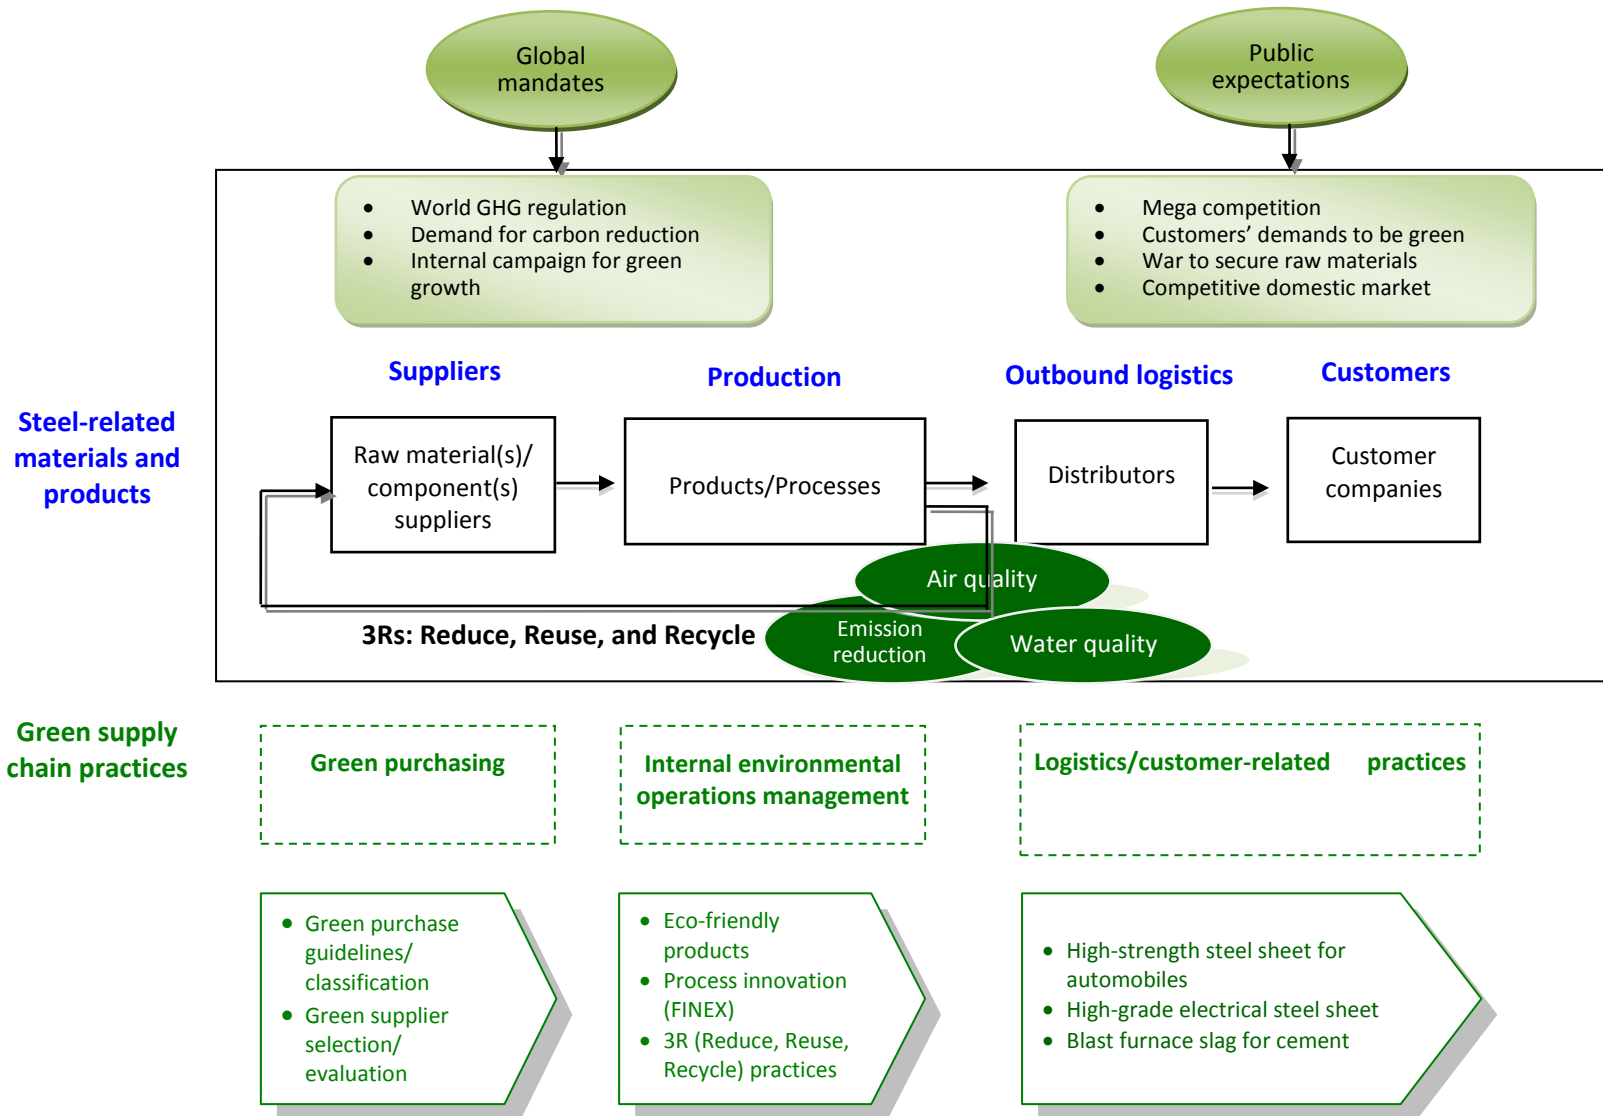 Global
mandates
Public
expectations
• World GHG regulation
• Demand for carbon reduction
• Internal campaign for green
growth
• Mega competition
• Customers’ demands to be green
• War to secure raw materials
• Competitive domestic market
Suppliers
Production
Outbound logistics
Customers
Steel-related
materials and
products
Raw material(s)/
component(s)
suppliers
Products/Processes
Distributors
Customer
companies
Air quality
Emission
reduction
Water quality
3Rs: Reduce, Reuse, and Recycle
Green supply
chain practices
Green purchasing
Internal environmental
operations management
Logistics/customer-related practices
• Green purchase
guidelines/
classification
• Green supplier
selection/
evaluation
• Eco-friendly
products
• Process innovation
(FINEX)
• 3R (Reduce, Reuse,
Recycle) practices
• High-strength steel sheet for
automobiles
• High-grade electrical steel sheet
• Blast furnace slag for cement